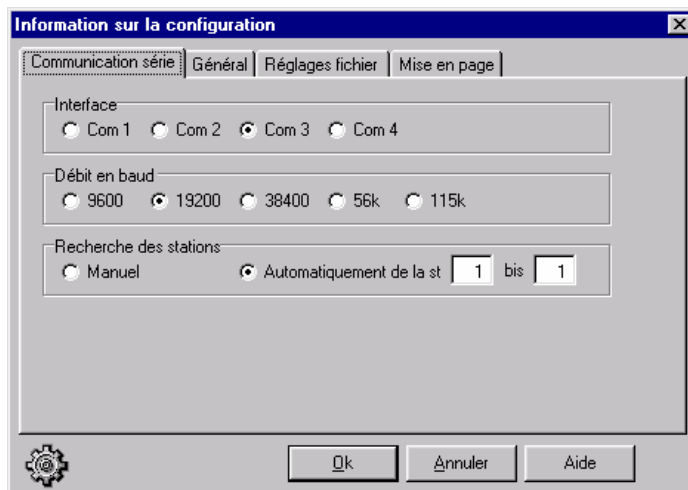 Information sur la configuration
Communication série Général Réglages fichier Mise en page
Interface
Com 1 Com 2 Com 3 Com 4
Débit en baud
9600 19200 38400 56k 115k
Recherche des stations
Manuel Automatiquement de la st 1 bis 1
Ok Annuler Aide